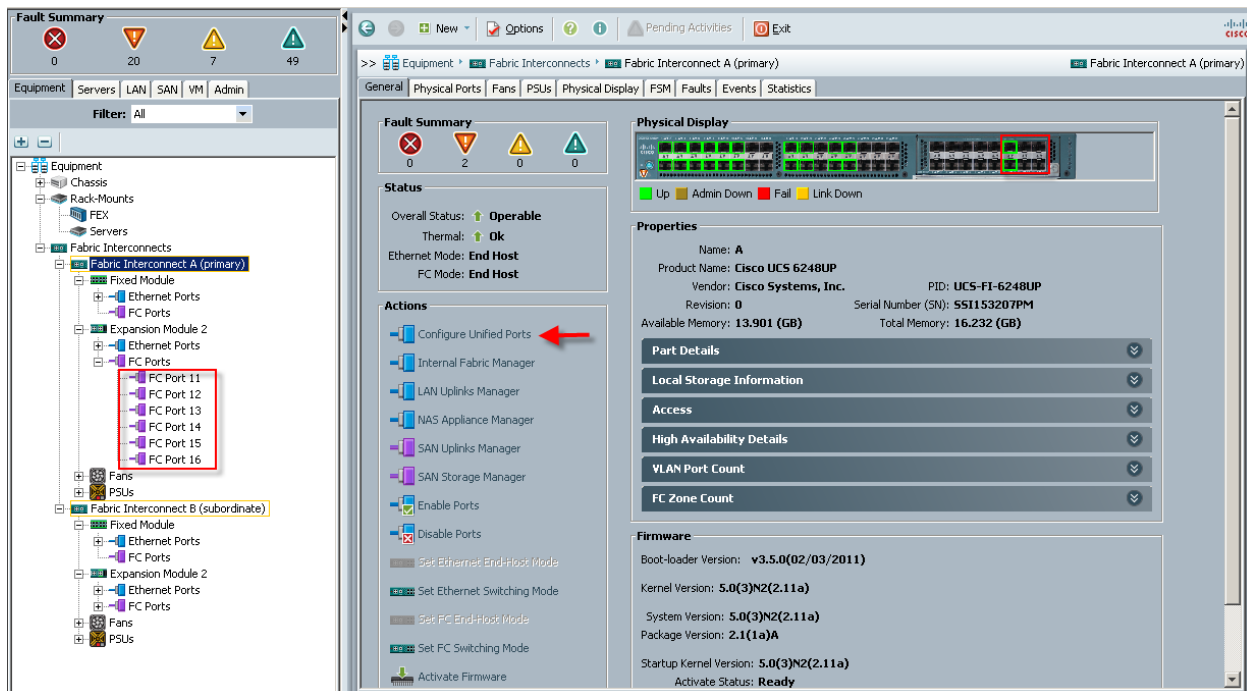 Fault Summary
0 20 7 49
Equipment Servers LAN SAN VM Admin
Filter: All
Equipment
Chassis
Rack-Mounts
FEX
Servers
Fabric Interconnects
Fabric Interconnect A (primary)
Fixed Module
Ethernet Ports
FC Ports
Expansion Module 2
Ethernet Ports
FC Ports
FC Port 11
FC Port 12
FC Port 13
FC Port 14
FC Port 15
FC Port 16
Fans
PSUs
Fabric Interconnect B (subordinate)
Fixed Module
Ethernet Ports
FC Ports
Expansion Module 2
Ethernet Ports
FC Ports
Fans
PSUs
New Options Pending Activities Exit
cisco
>> Equipment Fabric Interconnects Fabric Interconnect A (primary) Fabric Interconnect A (primary)
General Physical Ports Fans PSUs Physical Display FSM Faults Events Statistics
Fault Summary
0 2 0 0
Status
Overall Status: Operable
Thermal: Ok
Ethernet Mode: End Host
FC Mode: End Host
Actions
Configure Unified Ports
Internal Fabric Manager
LAN Uplinks Manager
NAS Appliance Manager
SAN Uplinks Manager
SAN Storage Manager
Enable Ports
Disable Ports
Set Ethernet End-Host Mode
Set Ethernet Switching Mode
Set FC End-Host Mode
Set FC Switching Mode
Activate Firmware
Physical Display
Up Admin Down Fail Link Down
Properties
Name: A
Product Name: Cisco UCS 6248UP
Vendor: Cisco Systems, Inc. PID: UCS-FI-6248UP
Revision: 0 Serial Number (SN): SSI153207PM
Available Memory: 13.901 (GB) Total Memory: 16.232 (GB)
Part Details
Local Storage Information
Access
High Availability Details
VLAN Port Count
FC Zone Count
Firmware
Boot-loader Version: v3.5.0(02/03/2011)
Kernel Version: 5.0(3)N2(2.11a)
System Version: 5.0(3)N2(2.11a)
Package Version: 2.1(1a)A
Startup Kernel Version: 5.0(3)N2(2.11a)
Activate Status: Ready